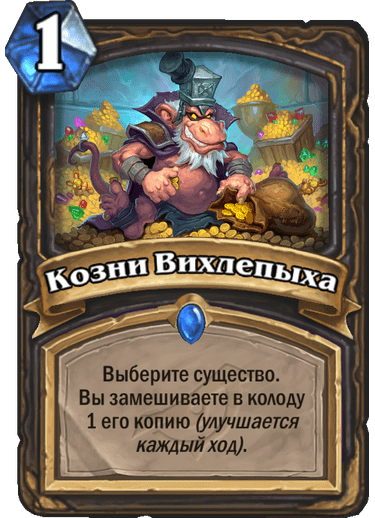 1
Козни Вихлепыха
Выберите существо.
Вы замешиваете в колоду
1 его копию (улучшается
каждый ход).